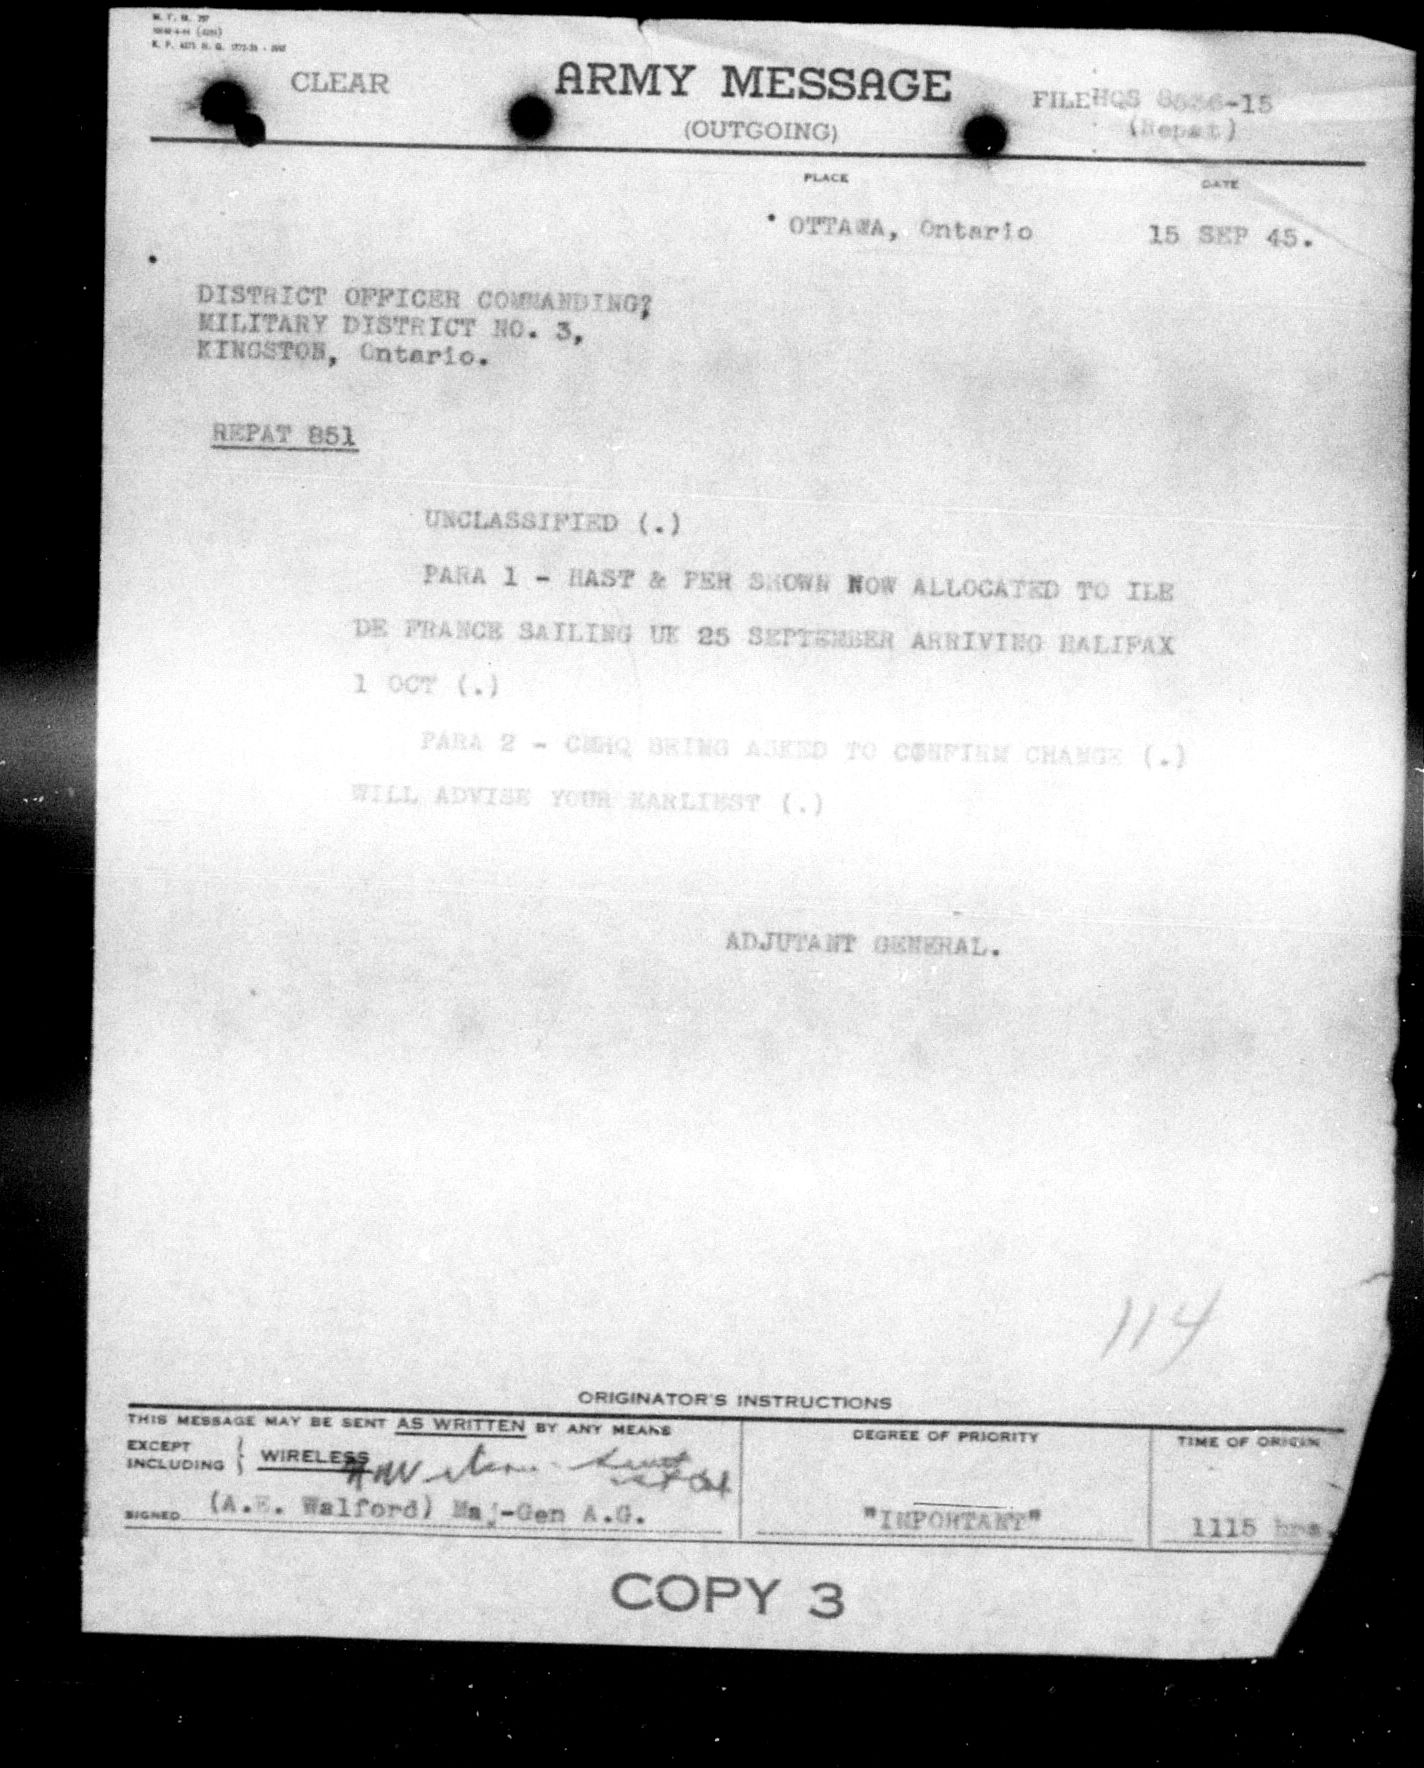 CLEAR
ARMY MESSAGE
(OUTGOING)
FILE HQS -15
(Repat)
PLACE
DATE
OTTAWA, Ontario
15 SEP 45.
DISTRICT OFFICER COMMANDING,
MILITARY DISTRICT NO. 3,
KINGSTON, Ontario.
REPAT 851
UNCLASSIFIED (.)
PARA 1 - HAST & PER SHOWN NOW ALLOCATED TO ILE
DE FRANCE SAILING UK 25 SEPTEMBER ARRIVING HALIFAX
1 OCT (.)
PARA 2 - CMHQ BEING ASKED TO CONFIRM CHANGE (.)
WILL ADVISE YOUR EARLIEST (.)
ADJUTANT GENERAL.
114
ORIGINATOR'S INSTRUCTIONS
THIS MESSAGE MAY BE SENT AS WRITTEN BY ANY MEANS
EXCEPT
INCLUDING
WIRELESS
SIGNED (A.E. Walford) Maj-Gen A.G.
DEGREE OF PRIORITY
"IMPORTANT"
TIME OF ORIGIN
1115 hrs.
COPY 3